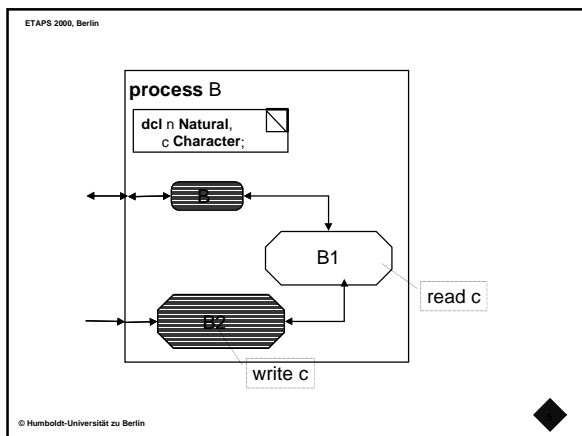 ETAPS 2000, Berlin
process B
dcl n Natural,
c Character;
B
B1
read c
B2
write c
© Humboldt-Universität zu Berlin